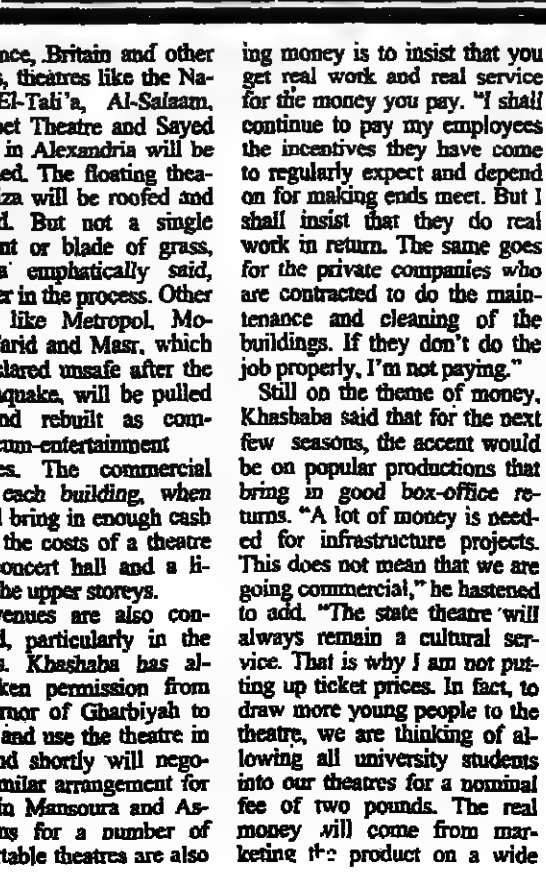 nce, Britain and other
s, theatres like the Na-
El-Tali'a, Al-Salaam,
pet Theatre and Sayed
in Alexandria will be
ed. The floating thea-
iza will be roofed and
d. But not a single
nt or blade of grass,
a emphatically said,
er in the process. Other
like Metropol, Mo-
arid and Masr, which
clared unsafe after the
hquake, will be pulled
nd rebuilt as com-
cum-entertainment
es. The commercial
each building, when
l bring in enough cash
the costs of a theatre
concert hall and a li-
he upper storeys.
venues are also con-
d, particularly in the
s. Khashaba has al-
ken permission from
rnor of Gharbiyah to
and use the theatre in
nd shortly will nego-
milar arrangement for
in Mansoura and As-
ns for a number of
table theatres are also
ing money is to insist that you
get real work and real service
for the money you pay. "I shall
continue to pay my employees
the incentives they have come
to regularly expect and depend
on for making ends meet. But I
shall insist that they do real
work in return. The same goes
for the private companies who
are contracted to do the main-
tenance and cleaning of the
buildings. If they don't do the
job properly, I'm not paying."
Still on the theme of money,
Khashaba said that for the next
few seasons, the accent would
be on popular productions that
bring in good box-office re-
turns. "A lot of money is need-
ed for infrastructure projects.
This does not mean that we are
going commercial," he hastened
to add. "The state theatre will
always remain a cultural ser-
vice. That is why I am not put-
ting up ticket prices. In fact, to
draw more young people to the
theatre, we are thinking of al-
lowing all university students
into our theatres for a nominal
fee of two pounds. The real
money will come from mar-
keting the product on a wide